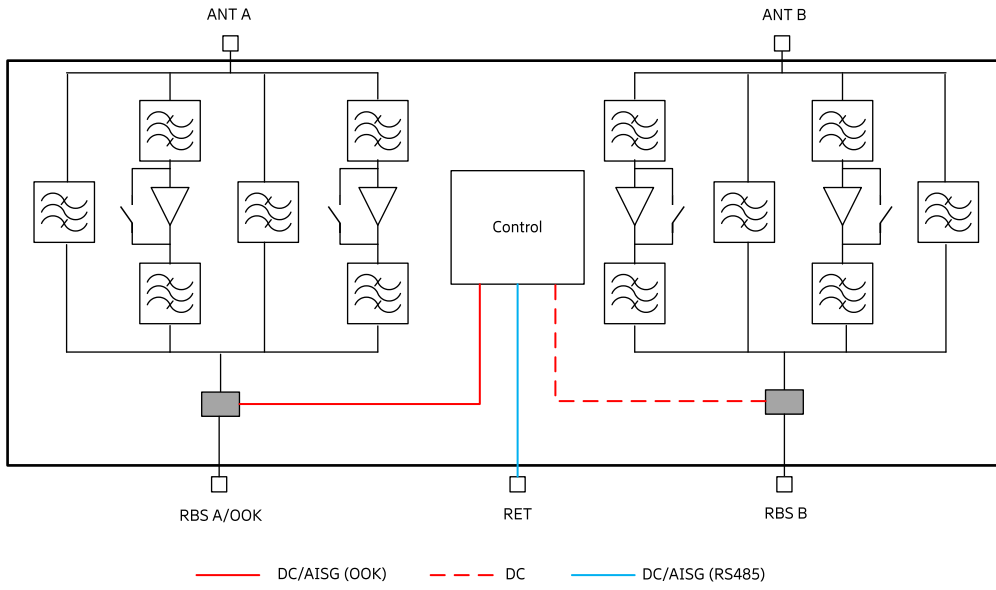 ANT A
ANT B
Control
RBS A/OOK
RET
RBS B
DC/AISG (OOK)
DC
DC/AISG (RS485)